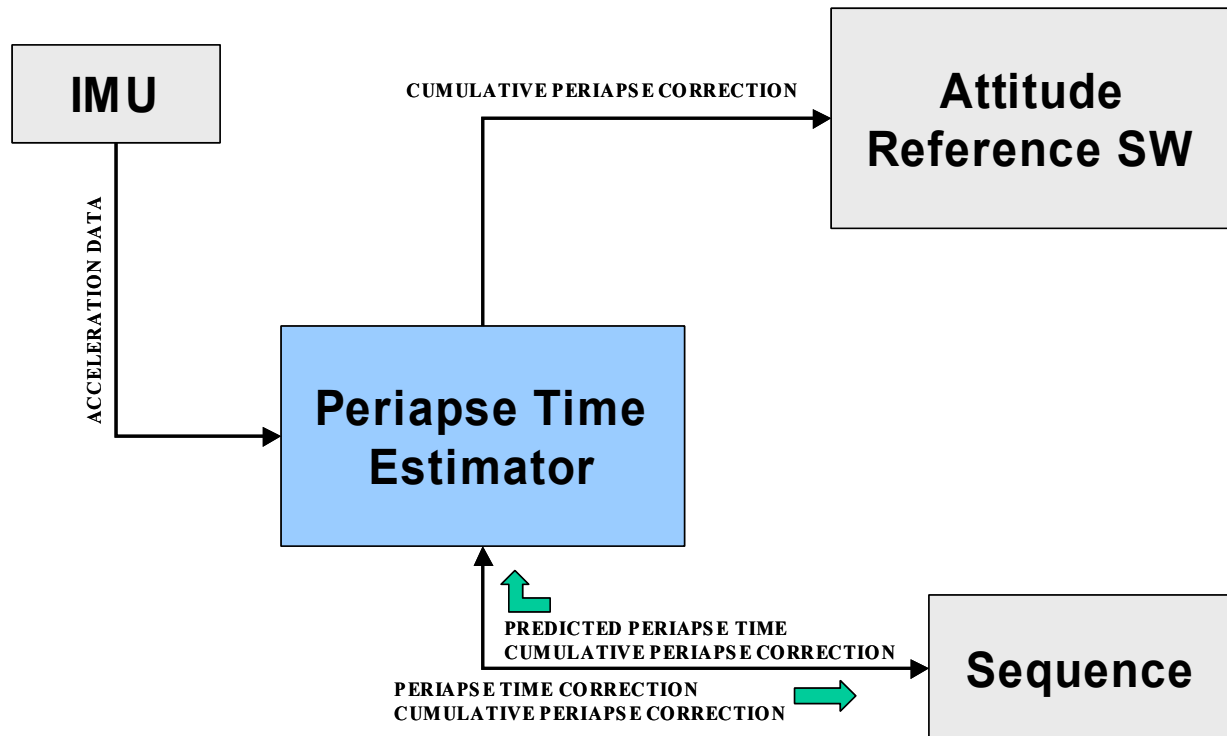 IMU
CUMULATIVE PERIAPSE CORRECTION
Attitude
Reference SW
ACCELERATION DATA
Periapse Time
Estimator
PREDICTED PERIAPSE TIME
CUMULATIVE PERIAPSE CORRECTION
PERIAPSE TIME CORRECTION
CUMULATIVE PERIAPSE CORRECTION
Sequence